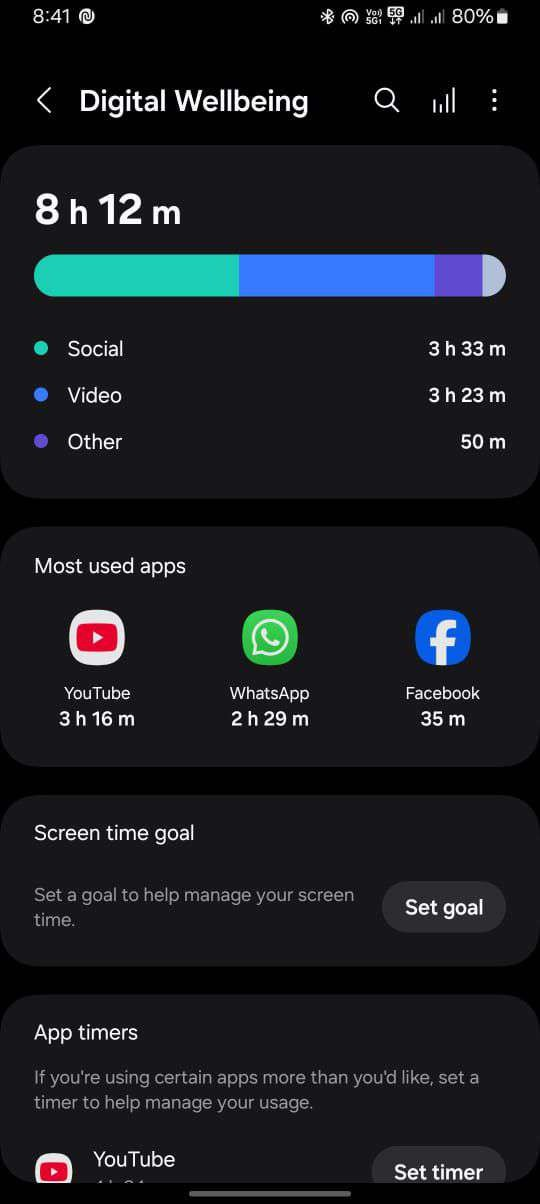 8:41
Vo)) 5G 80%
5G1
Digital Wellbeing
8 h 12 m
Social 3 h 33 m
Video 3 h 23 m
Other 50 m
Most used apps
YouTube WhatsApp Facebook
3 h 16 m 2 h 29 m 35 m
Screen time goal
Set a goal to help manage your screen
time.
Set goal
App timers
If you're using certain apps more than you'd like, set a
timer to help manage your usage.
YouTube
Set timer